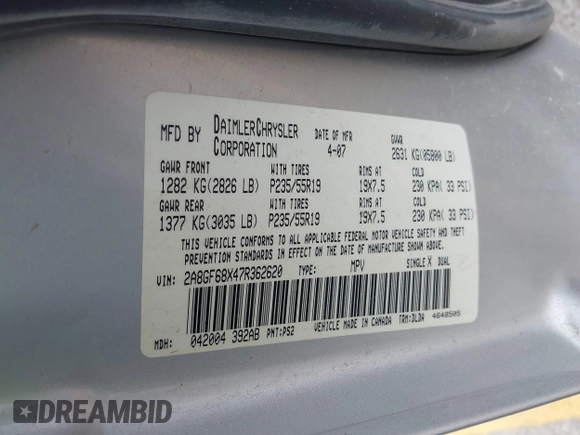 MFD BY DAIMLERCHRYSLER CORPORATION DATE OF MFR 4-07 GVWR 2631 KG(05800 LB)
GAWR FRONT WITH TIRES RIMS AT COLD
1282 KG(2826 LB) P235/55R19 19X7.5 230 KPA( 33 PSI)
GAWR REAR WITH TIRES RIMS AT COLD
1377 KG(3035 LB) P235/55R19 19X7.5 230 KPA( 33 PSI)
THIS VEHICLE CONFORMS TO ALL APPLICABLE FEDERAL MOTOR VEHICLE SAFETY AND
THEFT PREVENTION STANDARDS IN EFFECT ON THE DATE OF MANUFACTURE SHOWN ABOVE.
VIN: 2A8GF68X47R362620 TYPE: MPV SINGLE X DUAL
MDH: 042004 392AB PNT:PS2 VEHICLE MADE IN CANADA TRM:DLDA 4648505
DREAMBID